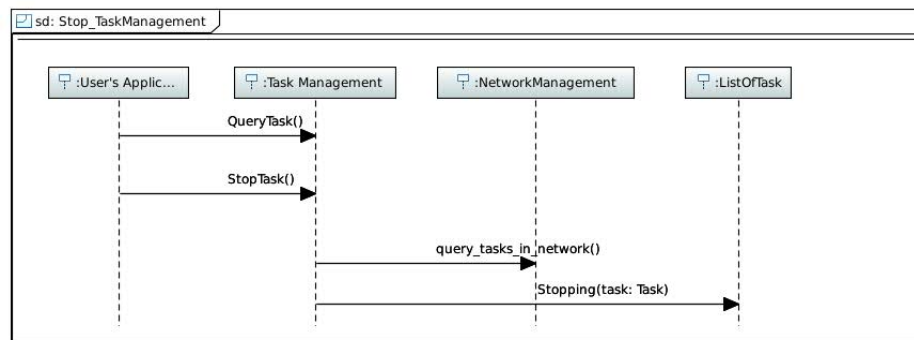 sd: Stop_TaskManagement
:User's Applic...
:Task Management
:NetworkManagement
:ListOfTask
QueryTask()
StopTask()
query_tasks_in_network()
Stopping(task: Task)